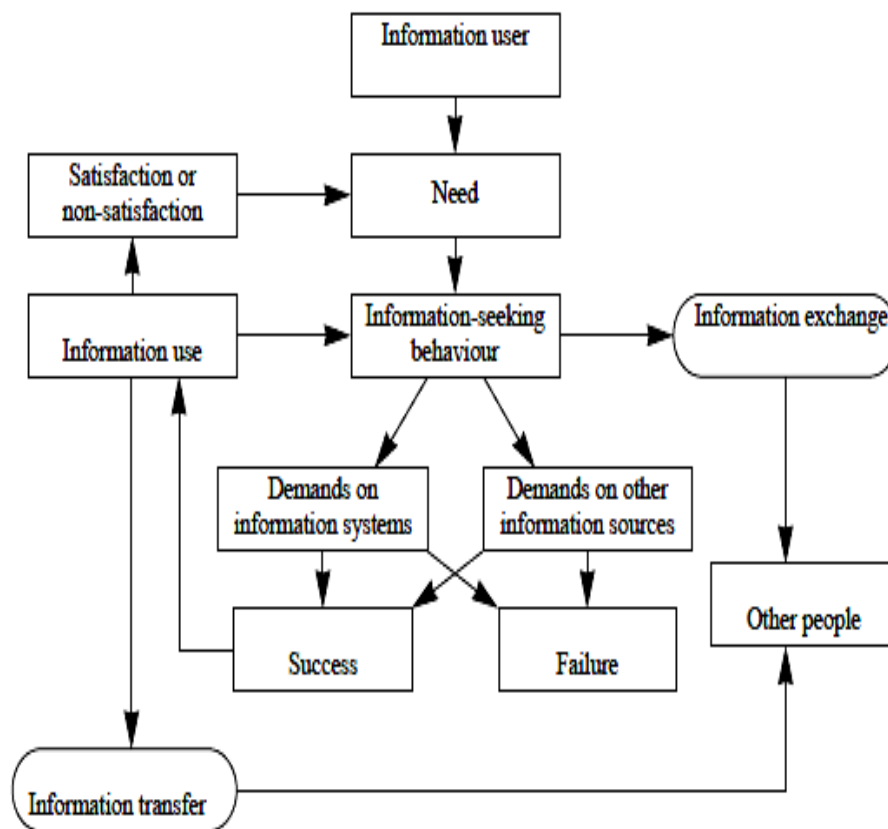 Information user
Satisfaction or
non-satisfaction
Need
Information use
Information-seeking
behaviour
Information exchange
Demands on
information systems
Demands on other
information sources
Success
Failure
Other people
Information transfer